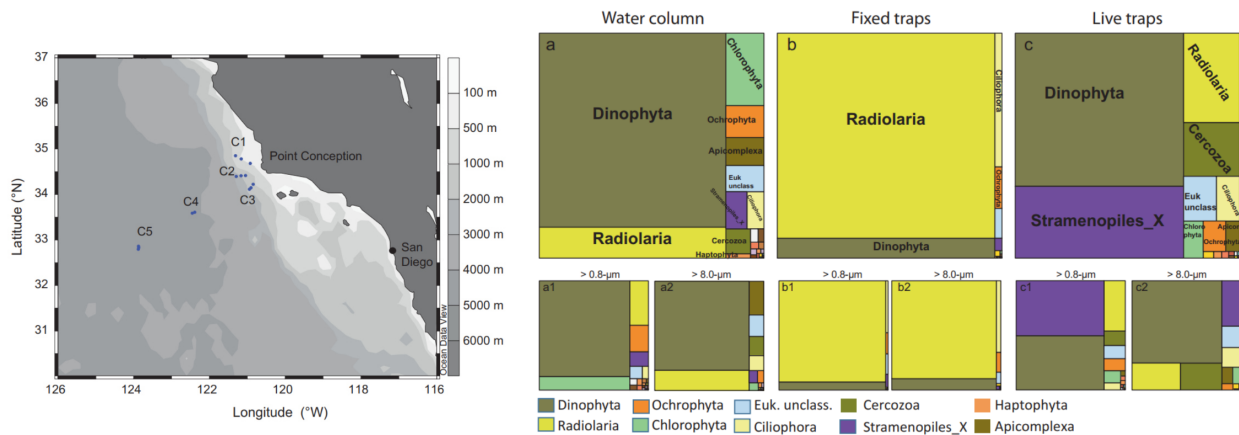 37
36
35
34
33
32
31
126
124
122
120
118
116
Latitude (°N)
Longitude (°W)
C1
C2
C3
C4
C5
Point Conception
San
Diego
Ocean Data View
100 m
500 m
1000 m
2000 m
3000 m
4000 m
5000 m
6000 m
Water column
Fixed traps
Live traps
a
Dinophyta
Radiolaria
Chlorophyta
Ochrophyta
Apicomplexa
Euk
unclass
Stramenopiles_X
Ciliophora
Cercozoa
Haptophyta
b
Radiolaria
Dinophyta
Ciliophora
Ochrophyta
c
Dinophyta
Stramenopiles_X
Radiolaria
Cercozoa
Euk
unclass
Ciliophora
Chloro
phyta
Ochrophyta
Apicom
> 0.8-µm
> 8.0-µm
> 0.8-µm
> 8.0-µm
> 0.8-µm
> 8.0-µm
a1
a2
b1
b2
c1
c2
Dinophyta
Ochrophyta
Euk. unclass.
Cercozoa
Haptophyta
Radiolaria
Chlorophyta
Ciliophora
Stramenopiles_X
Apicomplexa